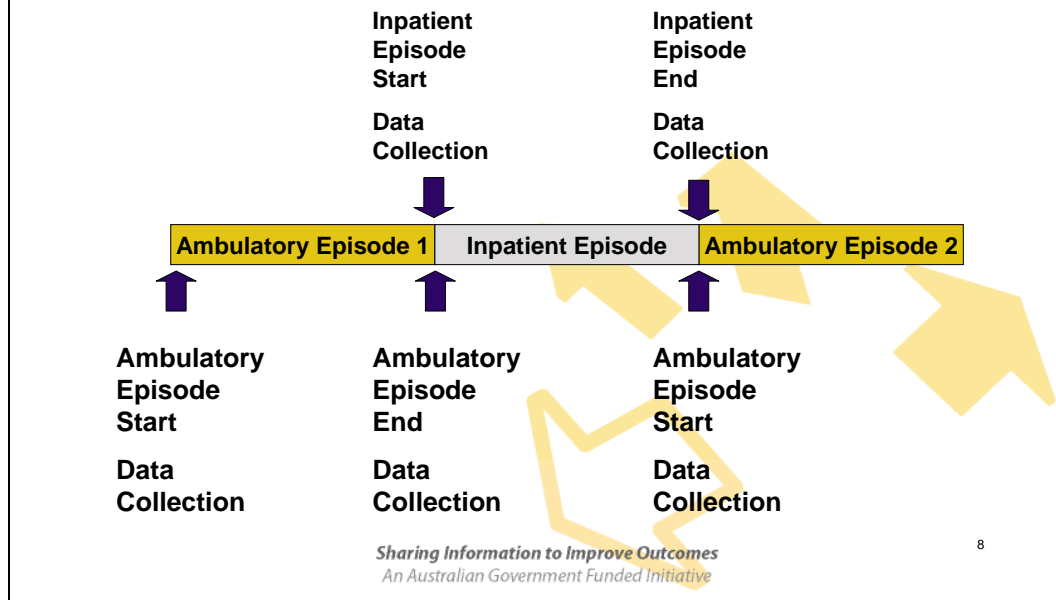 Inpatient
Episode
Start
Data
Collection
Inpatient
Episode
End
Data
Collection
Ambulatory Episode 1
Inpatient Episode
Ambulatory Episode 2
Ambulatory
Episode
Start
Data
Collection
Ambulatory
Episode
End
Data
Collection
Ambulatory
Episode
Start
Data
Collection
Sharing Information to Improve Outcomes
An Australian Government Funded Initiative
8